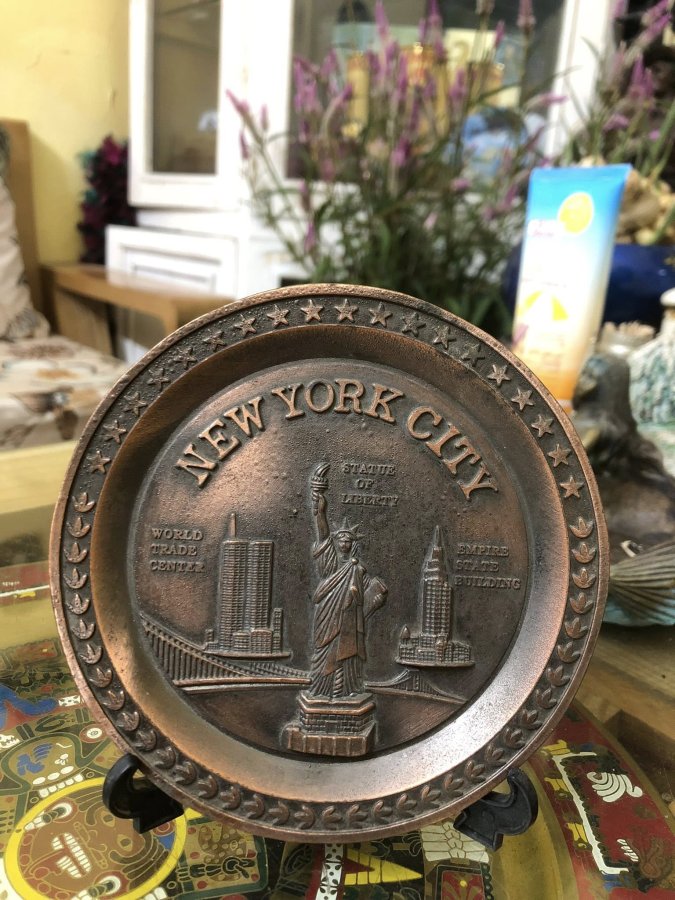 NEW YORK CITY
STATUE
OF
LIBERTY
WORLD
TRADE
CENTER
EMPIRE
STATE
BUILDING